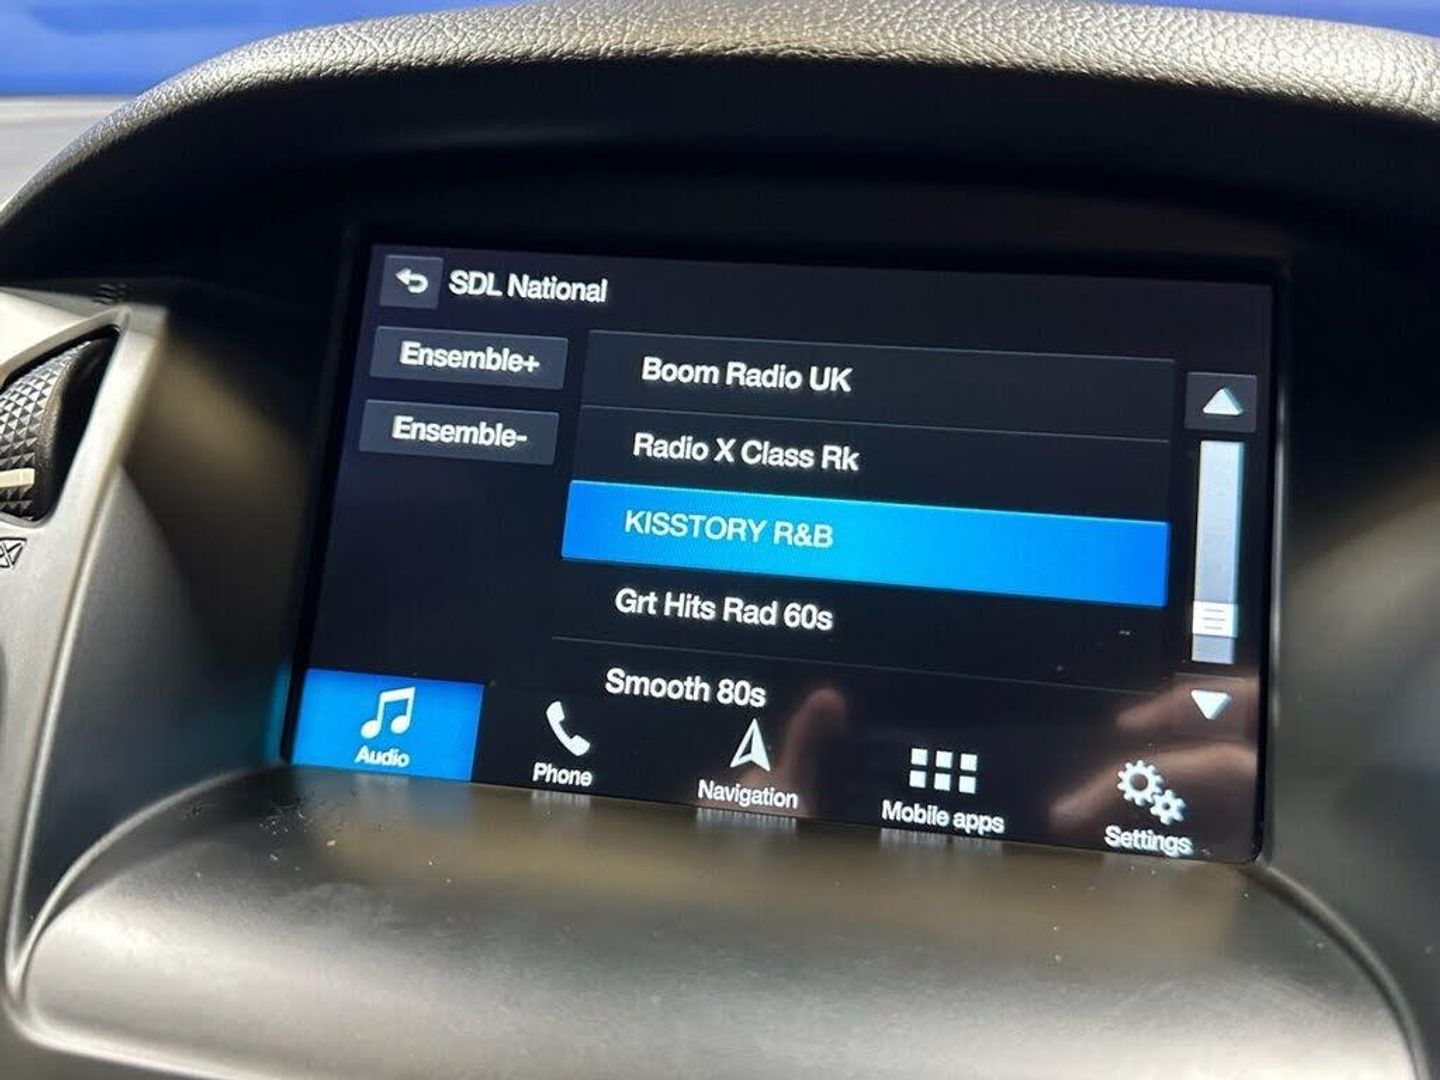 SDL National
Ensemble+
Ensemble-
Boom Radio UK
Radio X Class Rk
KISSTORY R&B
Grt Hits Rad 60s
Smooth 80s
Audio
Phone
Navigation
Mobile apps
Settings